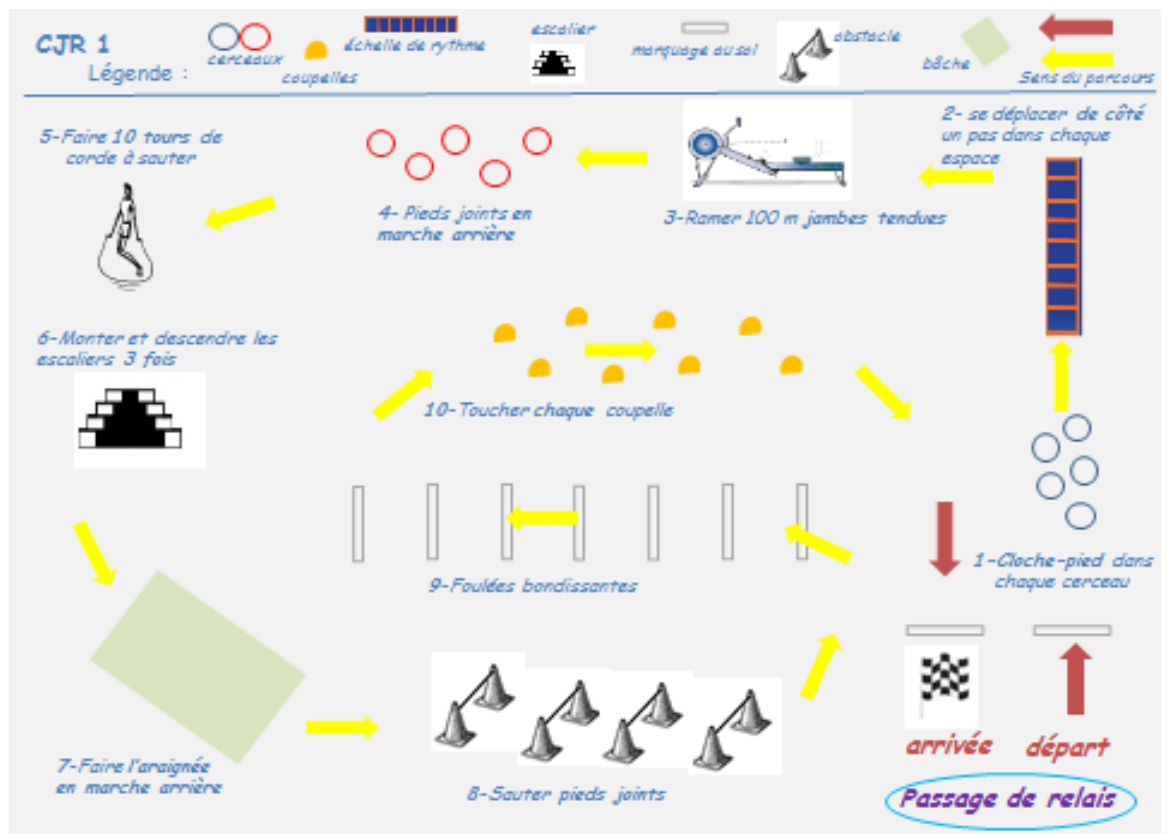 CJR 1
Légende :
cerceaux
coupelles
échelle de rythme
escalier
marquage au sol
obstacle
bâche
Sens du parcours
5-Faire 10 tours de
corde à sauter
4- Pieds joints en
marche arrière
3-Ramer 100 m jambes tendues
2- se déplacer de côté
un pas dans chaque
espace
6-Monter et descendre les
escaliers 3 fois
10-Toucher chaque coupelle
9-Foulées bondissantes
1-Cloche-pied dans
chaque cerceau
7-Faire l'araignée
en marche arrière
8-Sauter pieds joints
arrivée
départ
Passage de relais